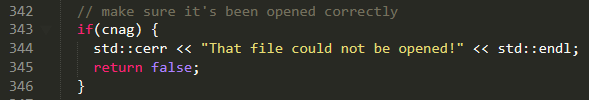 342 // make sure it's been opened correctly
343 if(cnag) {
344 std::cerr << "That file could not be opened!" << std::endl;
345 return false;
346 }